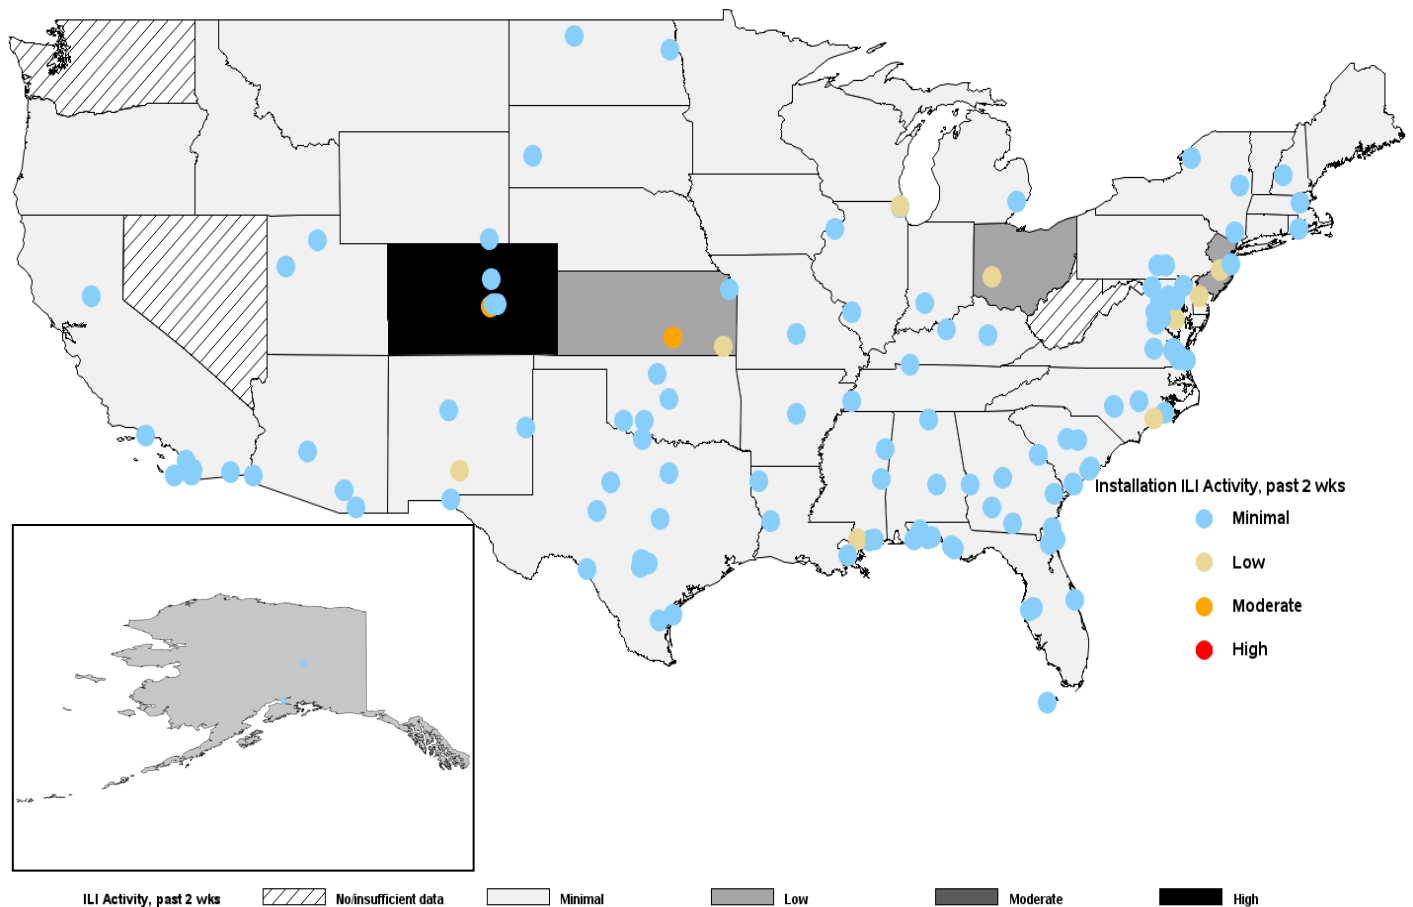 Installation ILI Activity, past 2 wks
Minimal
Low
Moderate
High
ILI Activity, past 2 wks No/insufficient data Minimal Low Moderate High